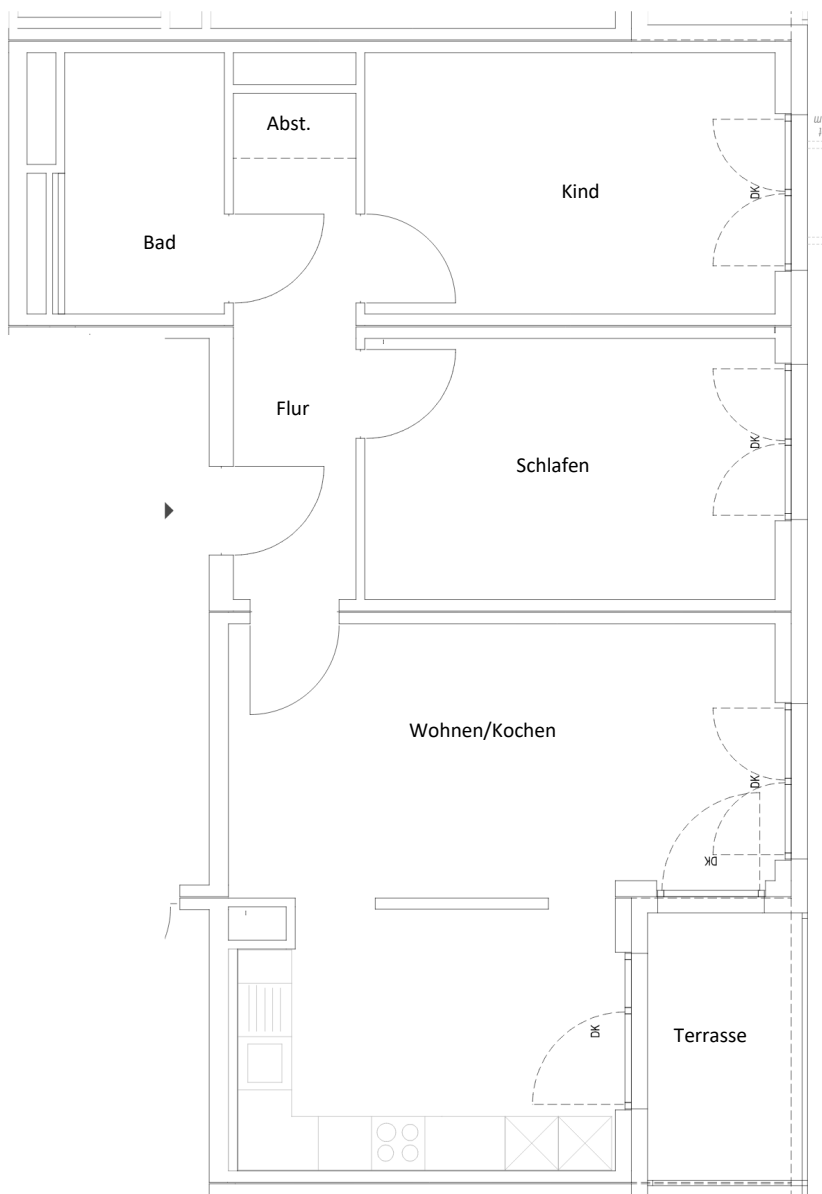 Abst.
Kind
DK
Bad
Flur
DK
Schlafen
Wohnen/Kochen
DK
DK
DK
Terrasse